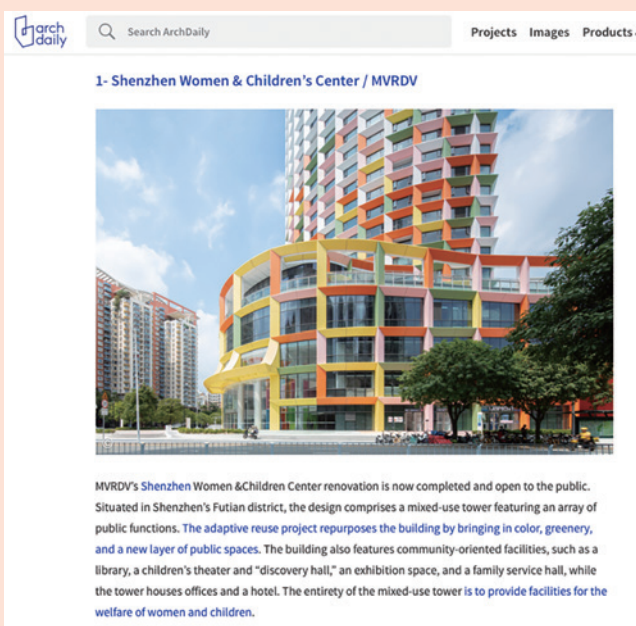 arch
daily
Search ArchDaily
Projects Images Products
1- Shenzhen Women & Children's Center / MVRDV
MVRDV's Shenzhen Women &Children Center renovation is now completed and open to the public.
Situated in Shenzhen's Futian district, the design comprises a mixed-use tower featuring an array of
public functions. The adaptive reuse project repurposes the building by bringing in color, greenery,
and a new layer of public spaces. The building also features community-oriented facilities, such as a
library, a children's theater and "discovery hall," an exhibition space, and a family service hall, while
the tower houses offices and a hotel. The entirety of the mixed-use tower is to provide facilities for the
welfare of women and children.